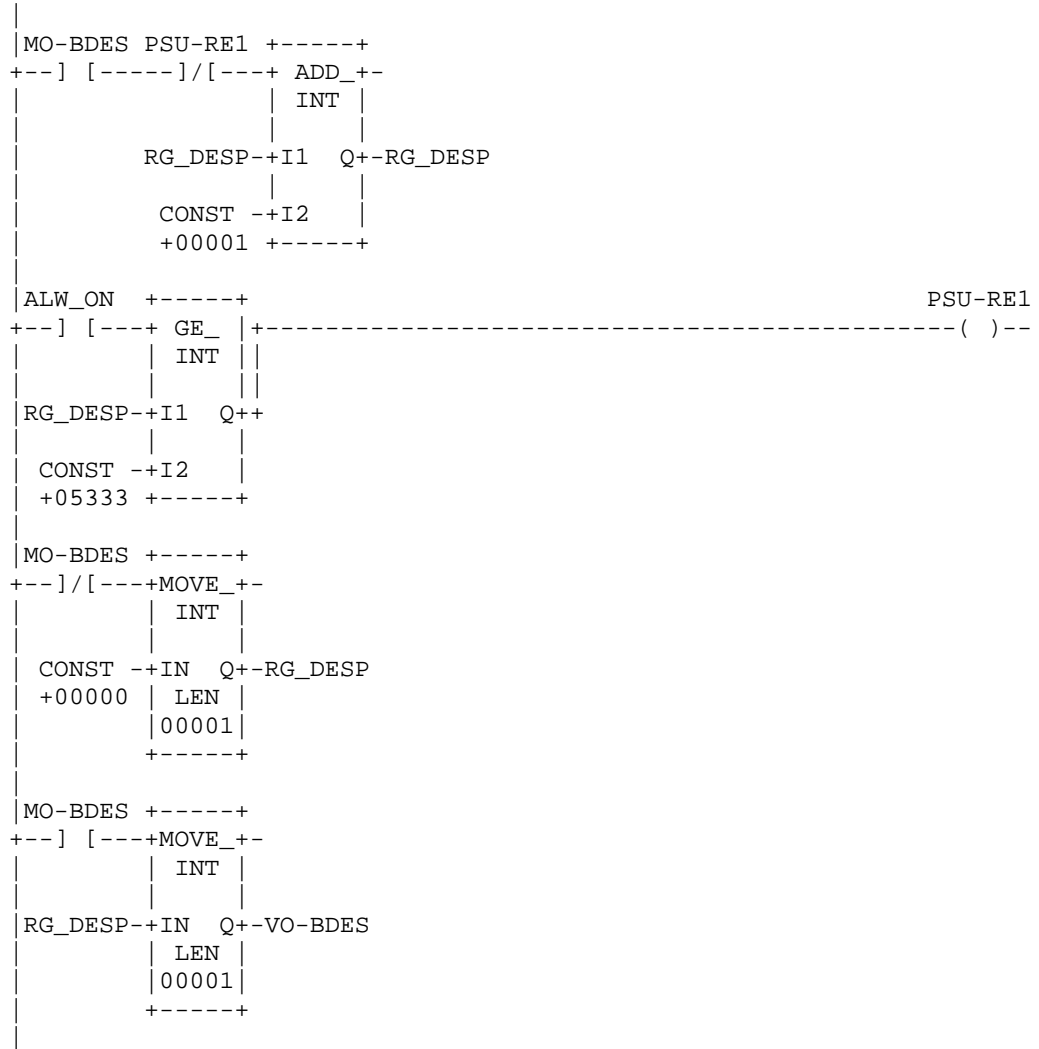 |
|MO-BDES PSU-RE1 +-----+
+--] [-----]/[---+ ADD_+-
|                | INT |
|                |     |
|        RG_DESP-+I1  Q+-RG_DESP
|                |     |
|         CONST -+I2   |
|         +00001 +-----+
|
|ALW_ON  +-----+                                            PSU-RE1
+--] [---+ GE_ |+---------------------------------------------( )--
|        | INT ||
|        |     ||
|RG_DESP-+I1  Q++
|        |     |
| CONST -+I2   |
| +05333 +-----+
|
|MO-BDES +-----+
+--]/[---+MOVE_+-
|        | INT |
|        |     |
| CONST -+IN  Q+-RG_DESP
| +00000 | LEN |
|        |00001|
|        +-----+
|
|MO-BDES +-----+
+--] [---+MOVE_+-
|        | INT |
|        |     |
|RG_DESP-+IN  Q+-VO-BDES
|        | LEN |
|        |00001|
|        +-----+
|